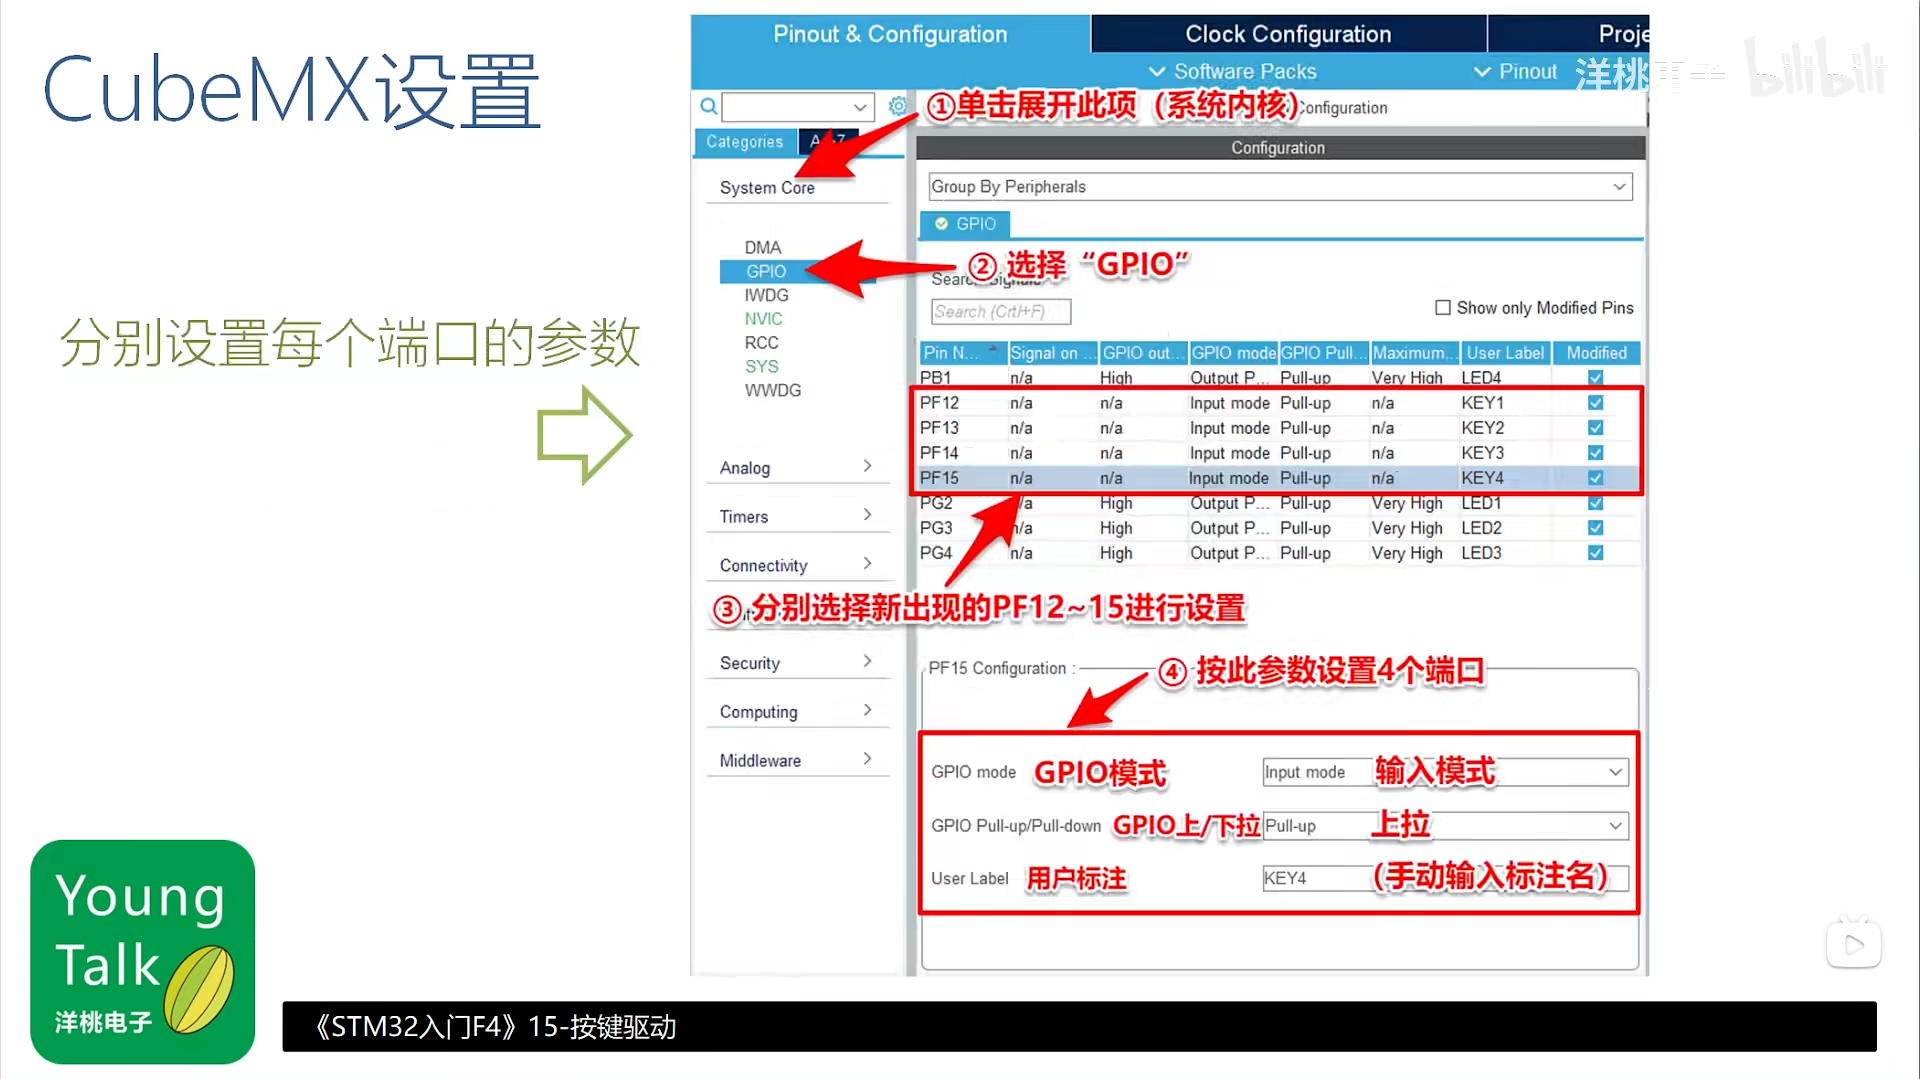 CubeMX设置
分别设置每个端口的参数
Pinout & Configuration
Clock Configuration
Proje
Software Packs
Pinout
洋桃电子
bilibili
①单击展开此项（系统内核）
Configuration
Categories
A->Z
Configuration
System Core
Group By Peripherals
GPIO
DMA
GPIO
IWDG
NVIC
RCC
SYS
WWDG
② 选择“GPIO”
Search Signals
Search (CrtI+F)
Show only Modified Pins
Pin N... Signal on ... GPIO out... GPIO mode GPIO Pull... Maximum... User Label Modified
PB1 n/a High Output P... Pull-up Very High LED4
PF12 n/a n/a Input mode Pull-up n/a KEY1
PF13 n/a n/a Input mode Pull-up n/a KEY2
PF14 n/a n/a Input mode Pull-up n/a KEY3
PF15 n/a n/a Input mode Pull-up n/a KEY4
PG2 n/a High Output P... Pull-up Very High LED1
PG3 n/a High Output P... Pull-up Very High LED2
PG4 n/a High Output P... Pull-up Very High LED3
Analog
Timers
Connectivity
③ 分别选择新出现的PF12~15进行设置
Security
Computing
Middleware
PF15 Configuration :
④ 按此参数设置4个端口
GPIO mode GPIO模式 Input mode 输入模式
GPIO Pull-up/Pull-down GPIO上/下拉 Pull-up 上拉
User Label 用户标注 KEY4 （手动输入标注名）
Young
Talk
洋桃电子
《STM32入门F4》15-按键驱动